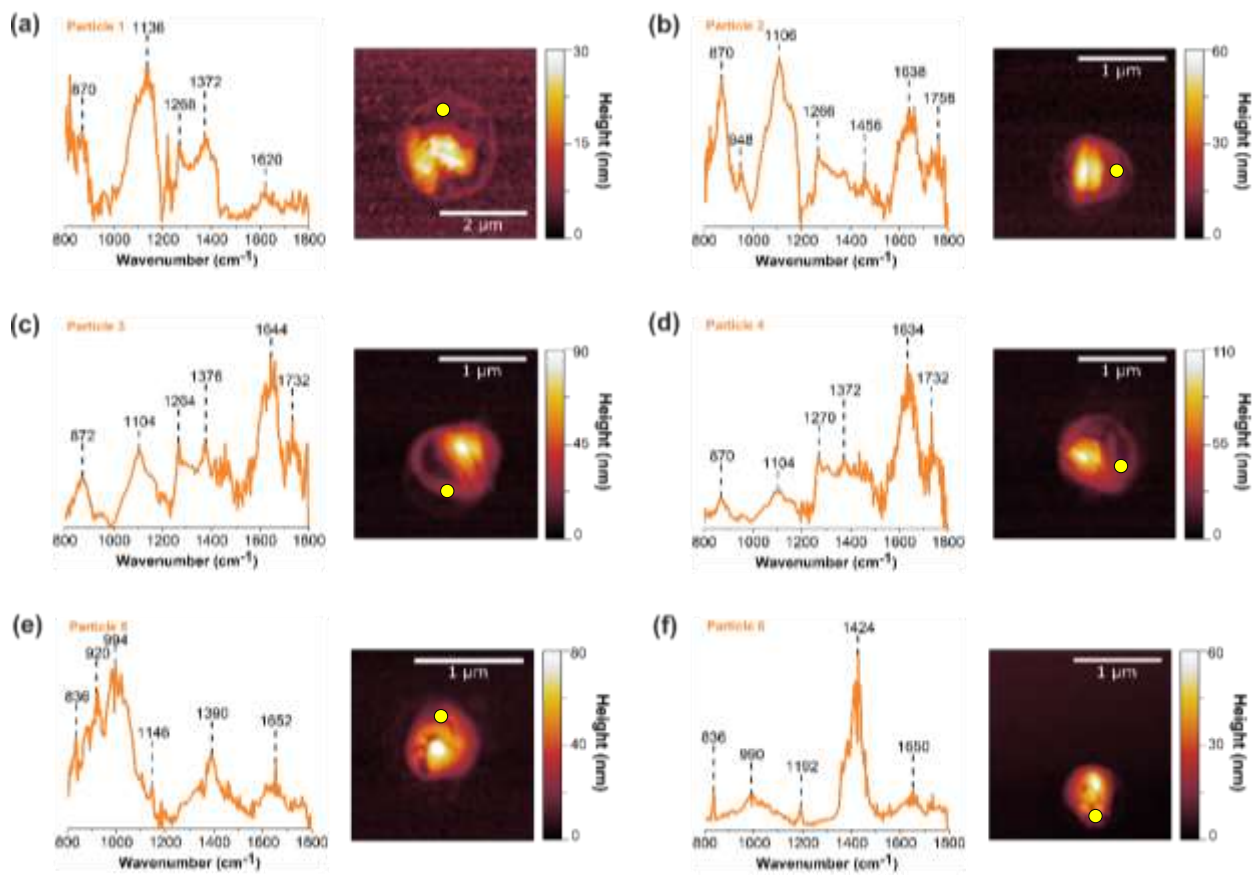 (a)
Particle 1
870
1136
1268
1372
1620
800 1000 1200 1400 1600 1800
Wavenumber (cm⁻¹)
2 µm
30
15
0
Height (nm)
(b)
Particle 2
870
948
1106
1266
1456
1638
1756
800 1000 1200 1400 1600 1800
Wavenumber (cm⁻¹)
1 µm
60
30
0
Height (nm)
(c)
Particle 3
872
1104
1264
1376
1644
1732
800 1000 1200 1400 1600 1800
Wavenumber (cm⁻¹)
1 µm
90
45
0
Height (nm)
(d)
Particle 4
870
1104
1270
1372
1634
1732
800 1000 1200 1400 1600 1800
Wavenumber (cm⁻¹)
1 µm
110
55
0
Height (nm)
(e)
Particle 5
836
920
994
1146
1390
1652
800 1000 1200 1400 1600 1800
Wavenumber (cm⁻¹)
1 µm
80
40
0
Height (nm)
(f)
Particle 6
836
990
1192
1424
1650
800 1000 1200 1400 1600 1800
Wavenumber (cm⁻¹)
1 µm
60
30
0
Height (nm)